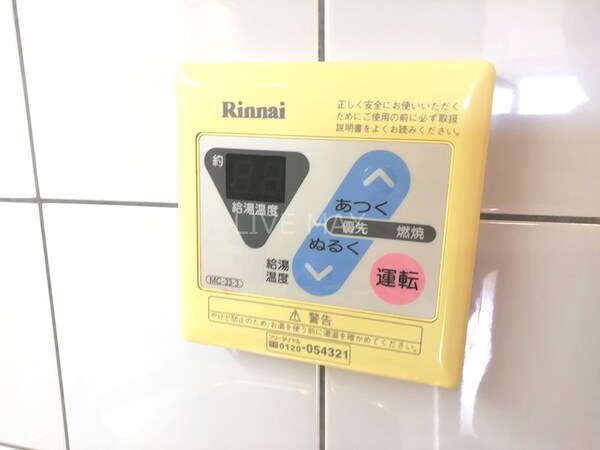 Rinnai
正しく安全にお使いいただく
ためにご使用の前に必ず取扱
説明書をよくお読みください。
約
給湯温度
あつく
優先 燃焼
ぬるく
給湯
温度
運転
MC-33-3
LIVE MAX
⚠ 警告
やけど防止のため、お湯を使う前に湯温を確かめてください。
フリーダイヤル
0120-054321